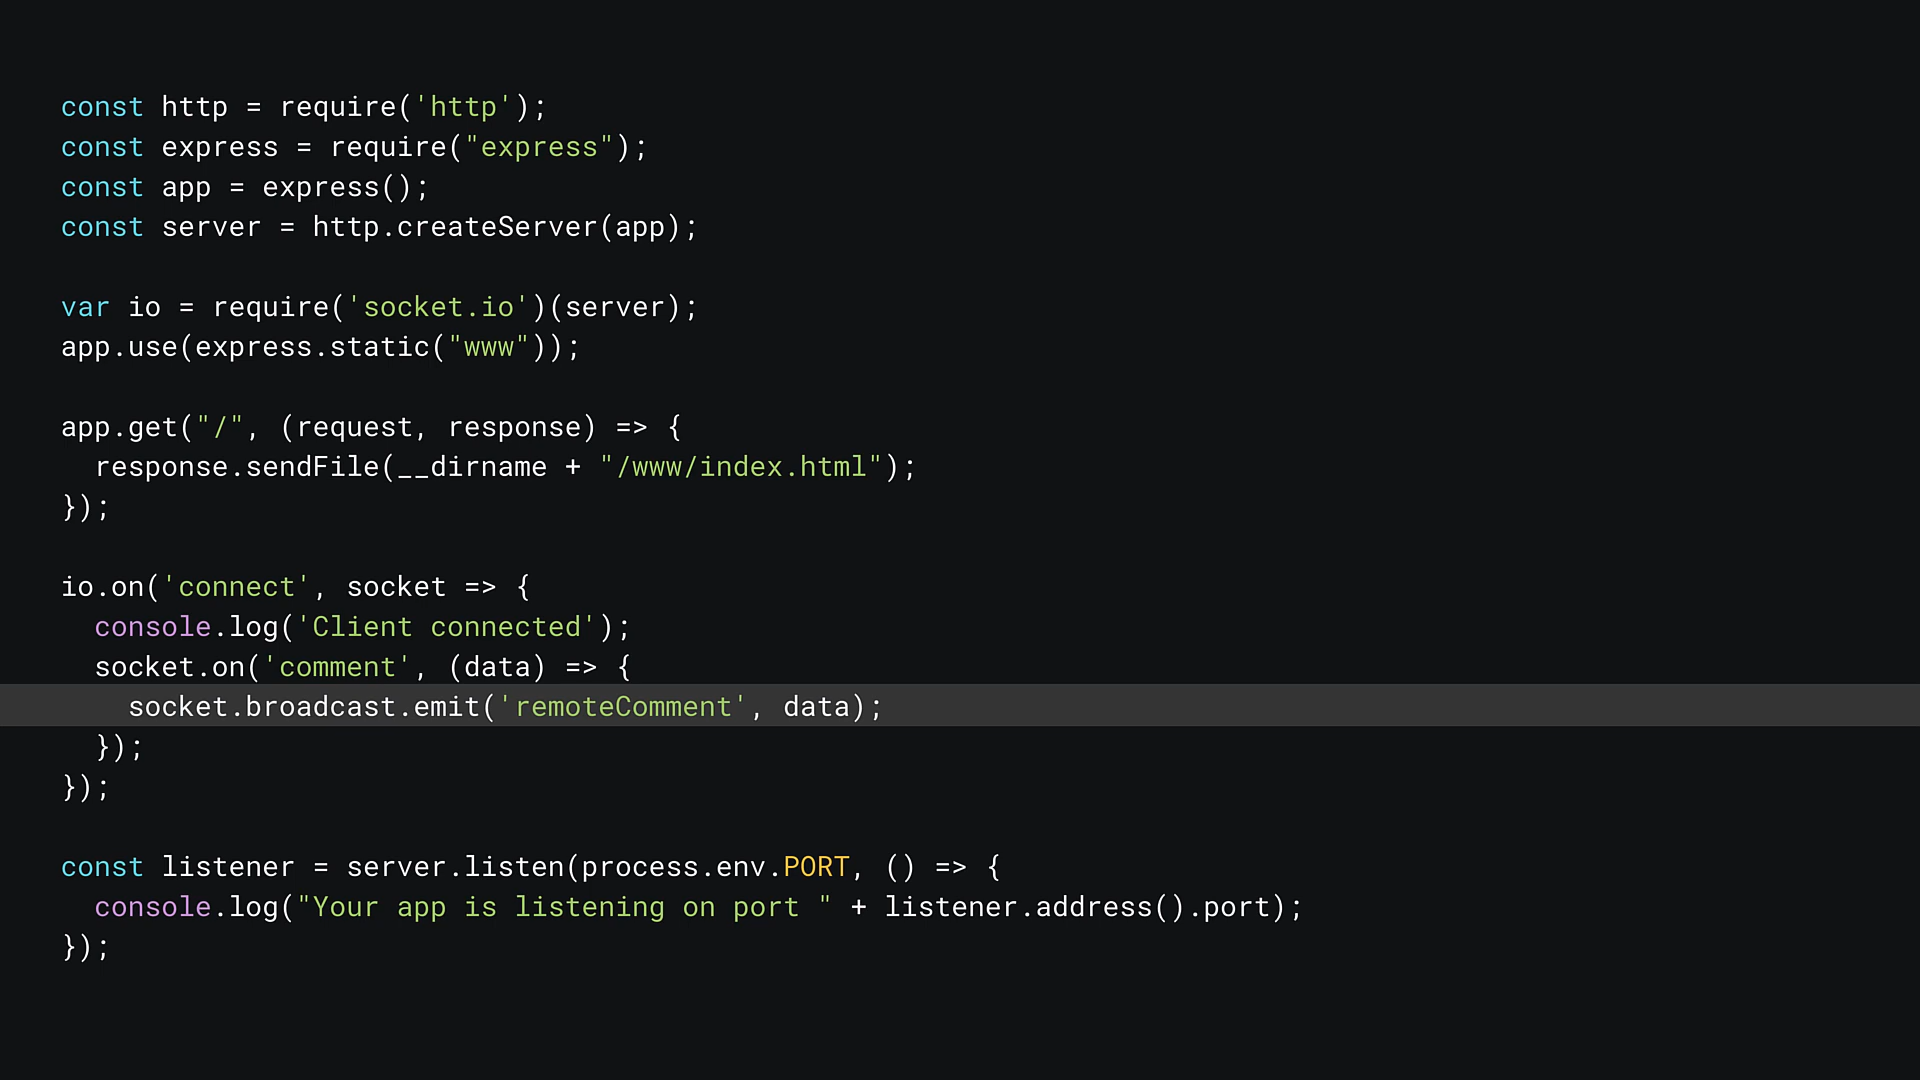 const http = require('http');
const express = require("express");
const app = express();
const server = http.createServer(app);

var io = require('socket.io')(server);
app.use(express.static("www"));

app.get("/", (request, response) => {
  response.sendFile(__dirname + "/www/index.html");
});

io.on('connect', socket => {
  console.log('Client connected');
  socket.on('comment', (data) => {
    socket.broadcast.emit('remoteComment', data);
  });
});

const listener = server.listen(process.env.PORT, () => {
  console.log("Your app is listening on port " + listener.address().port);
});